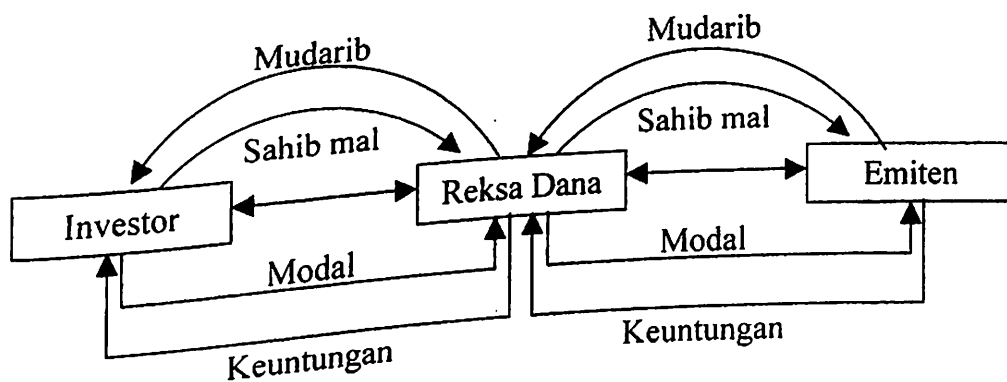 Mudarib
Mudarib
Sahib mal
Sahib mal
Investor
Reksa Dana
Emiten
Modal
Modal
Keuntungan
Keuntungan